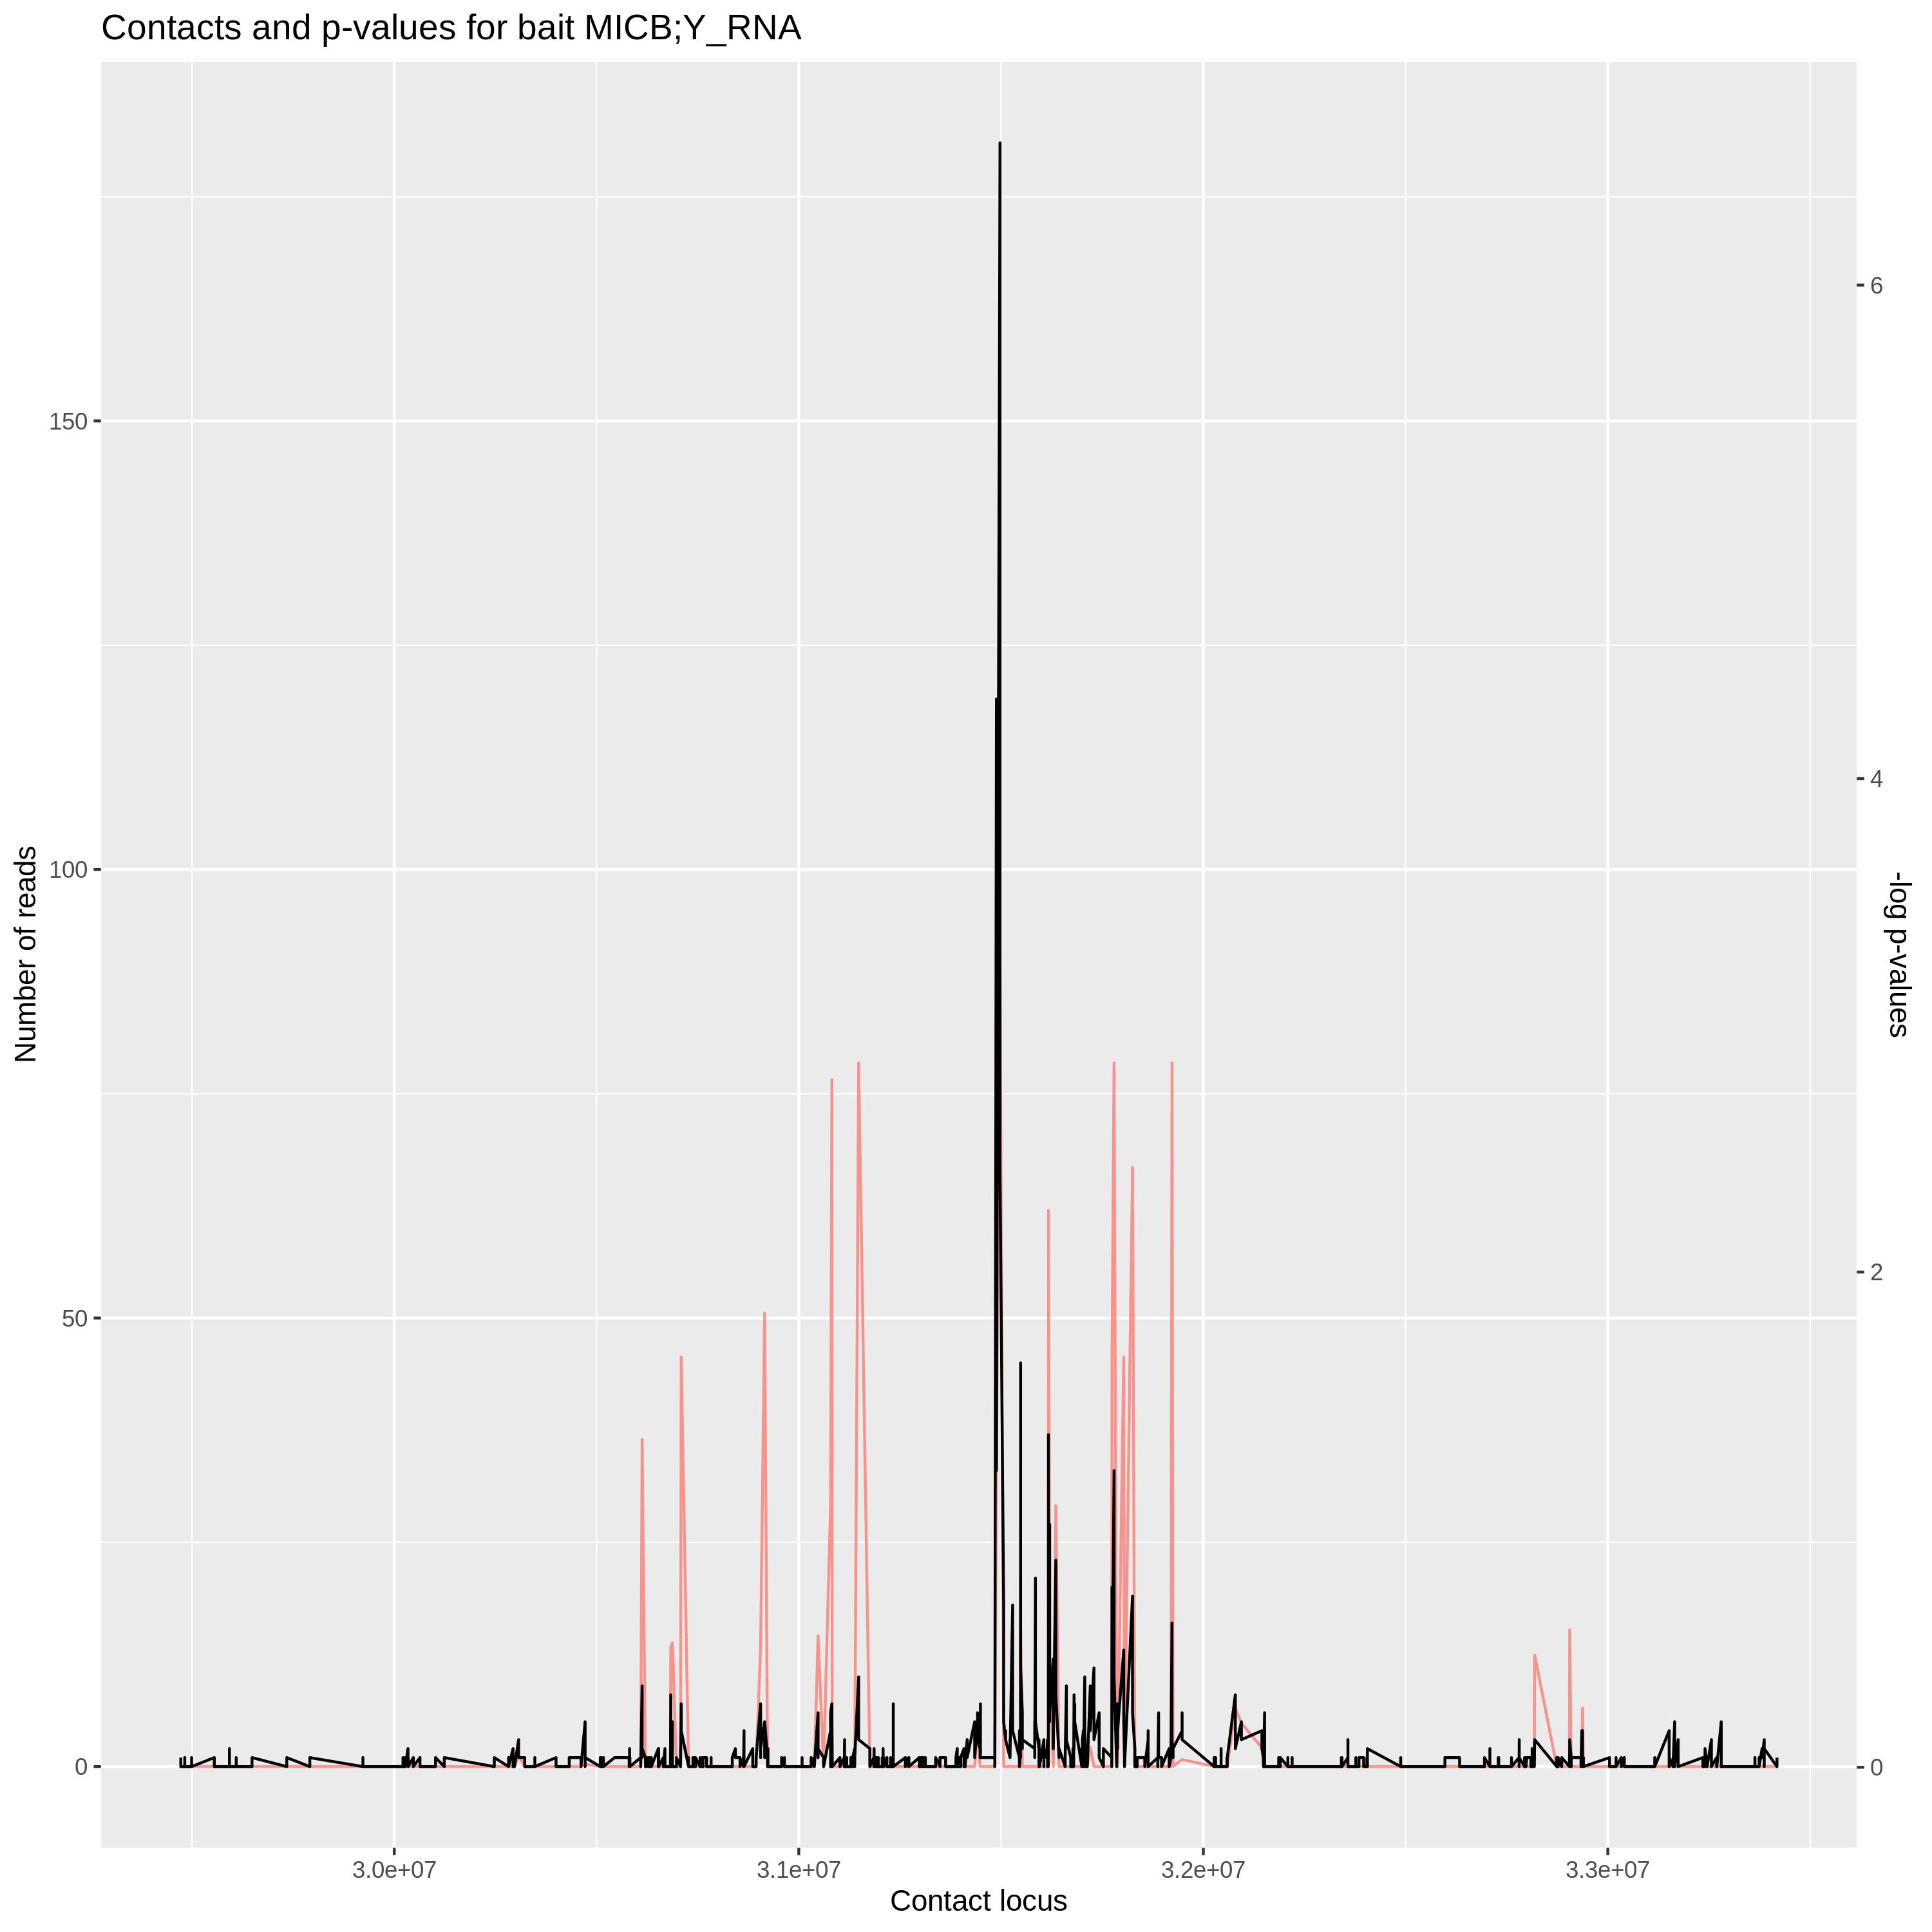 Contacts and p-values for bait MICB;Y_RNA
150
100
50
0
Number of reads
6
4
2
0
-log p-values
3.0e+07
3.1e+07
3.2e+07
3.3e+07
Contact locus